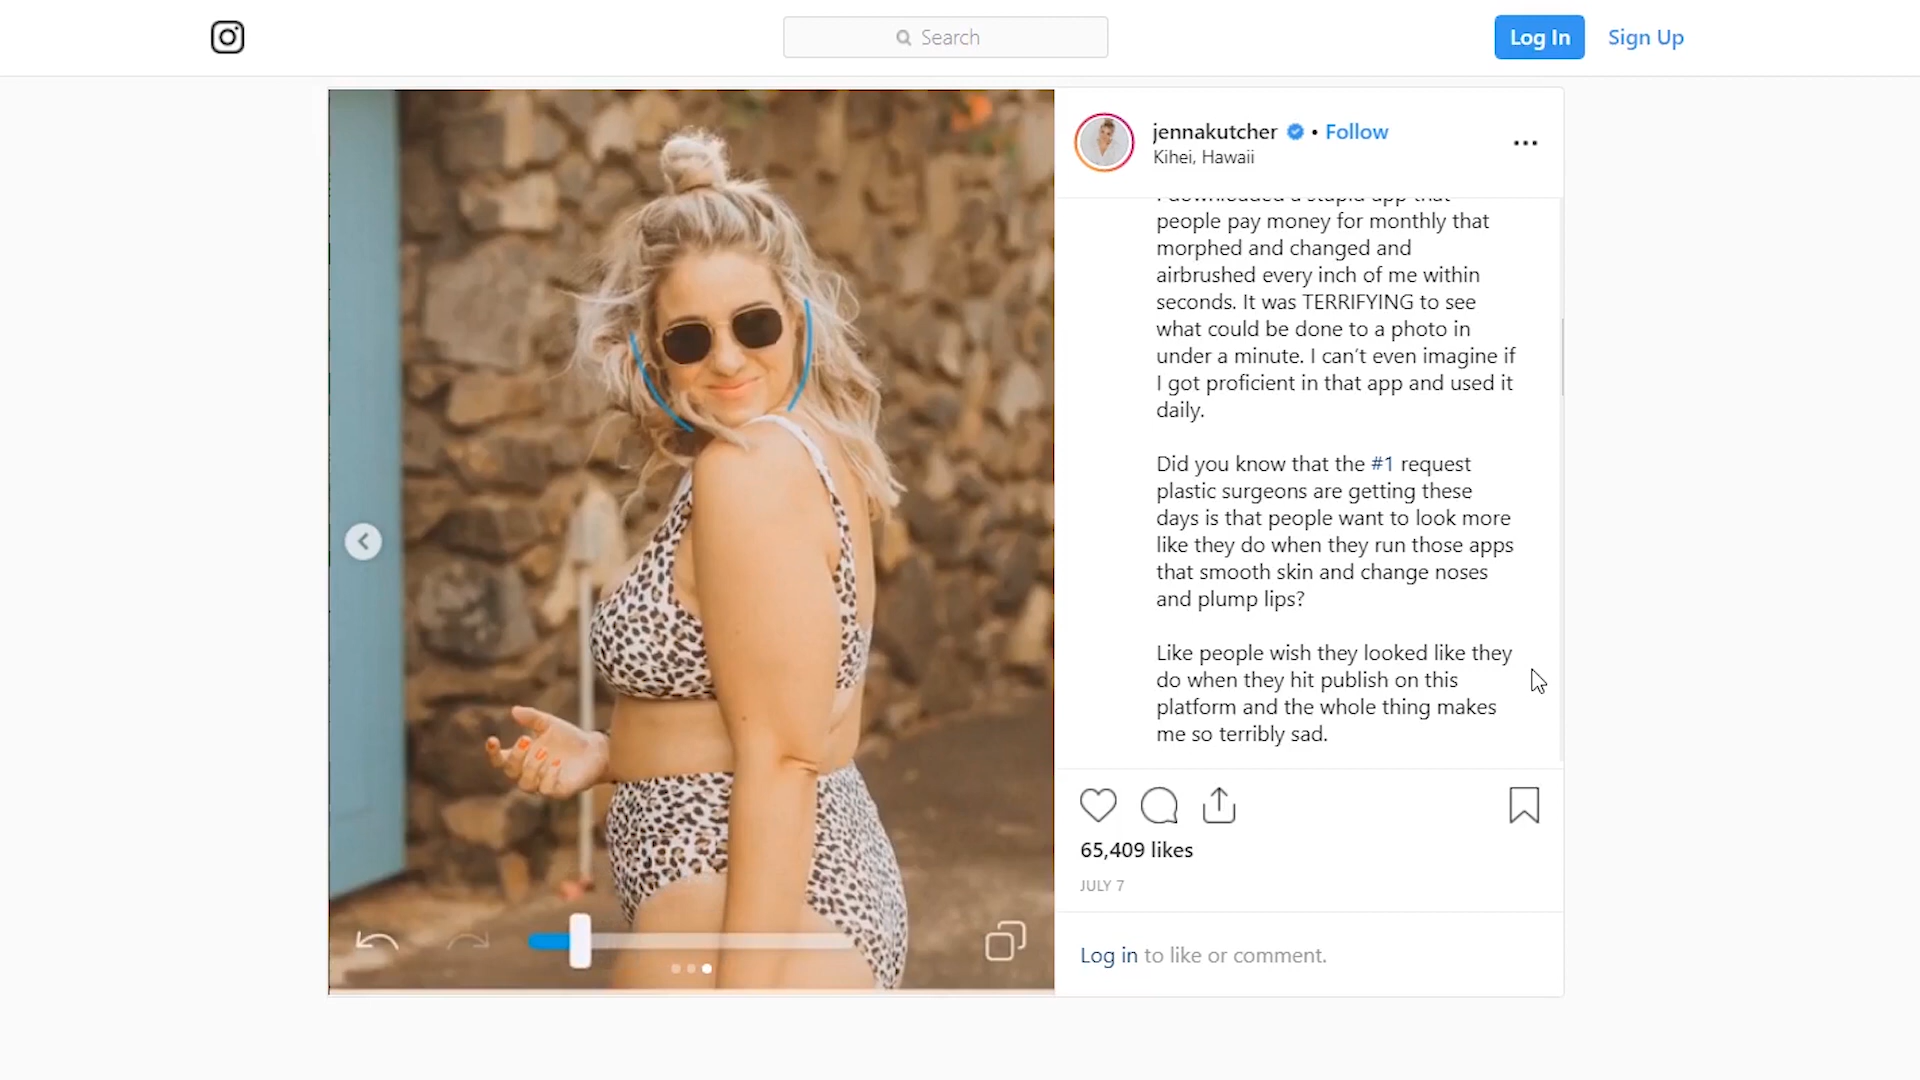 Search
Log In
Sign Up
jennakutcher • Follow
Kihei, Hawaii
people pay money for monthly that
morphed and changed and
airbrushed every inch of me within
seconds. It was TERRIFYING to see
what could be done to a photo in
under a minute. I can't even imagine if
I got proficient in that app and used it
daily.
Did you know that the #1 request
plastic surgeons are getting these
days is that people want to look more
like they do when they run those apps
that smooth skin and change noses
and plump lips?
Like people wish they looked like they
do when they hit publish on this
platform and the whole thing makes
me so terribly sad.
65,409 likes
JULY 7
Log in to like or comment.